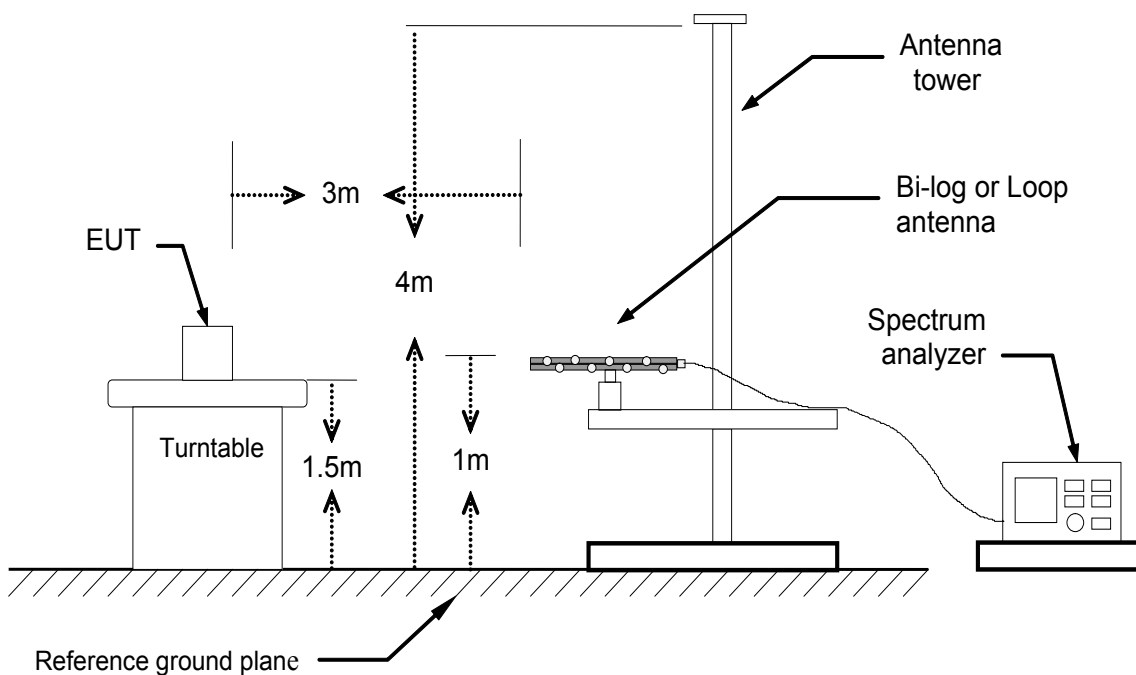 Antenna
tower
3m
Bi-log or Loop
antenna
EUT
4m
Spectrum
analyzer
Turntable
1.5m
1m
Reference ground plane